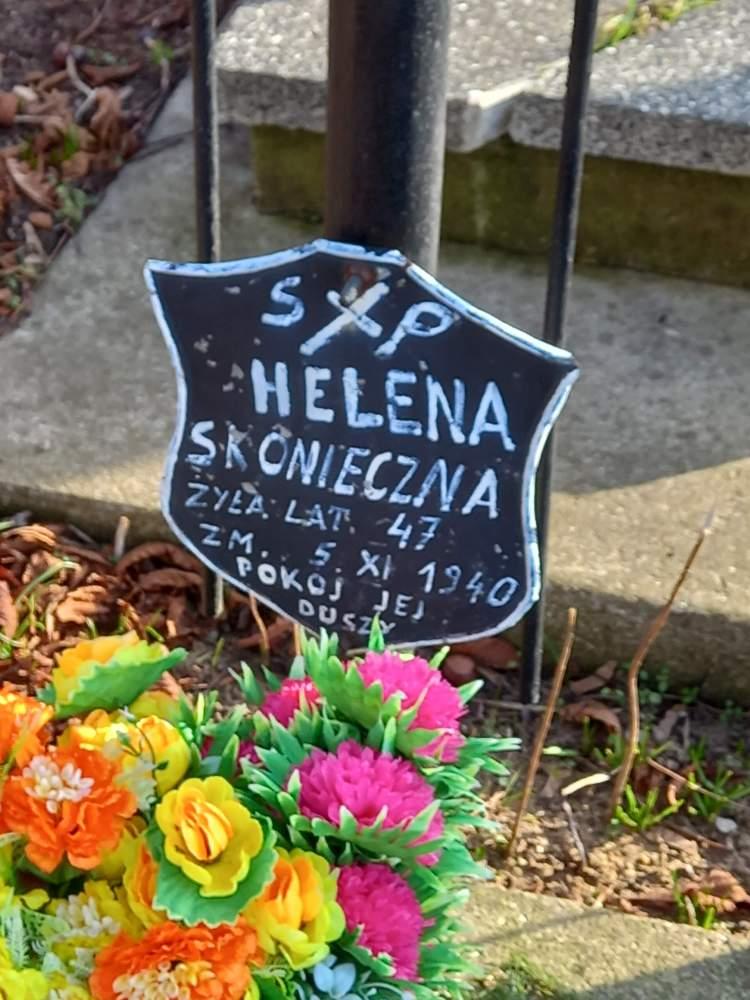 S P
HELENA
SKONIECZNA
ŻYŁA LAT 47
ZM. 5. XI 1940
POKÓJ JEJ
DUSZY